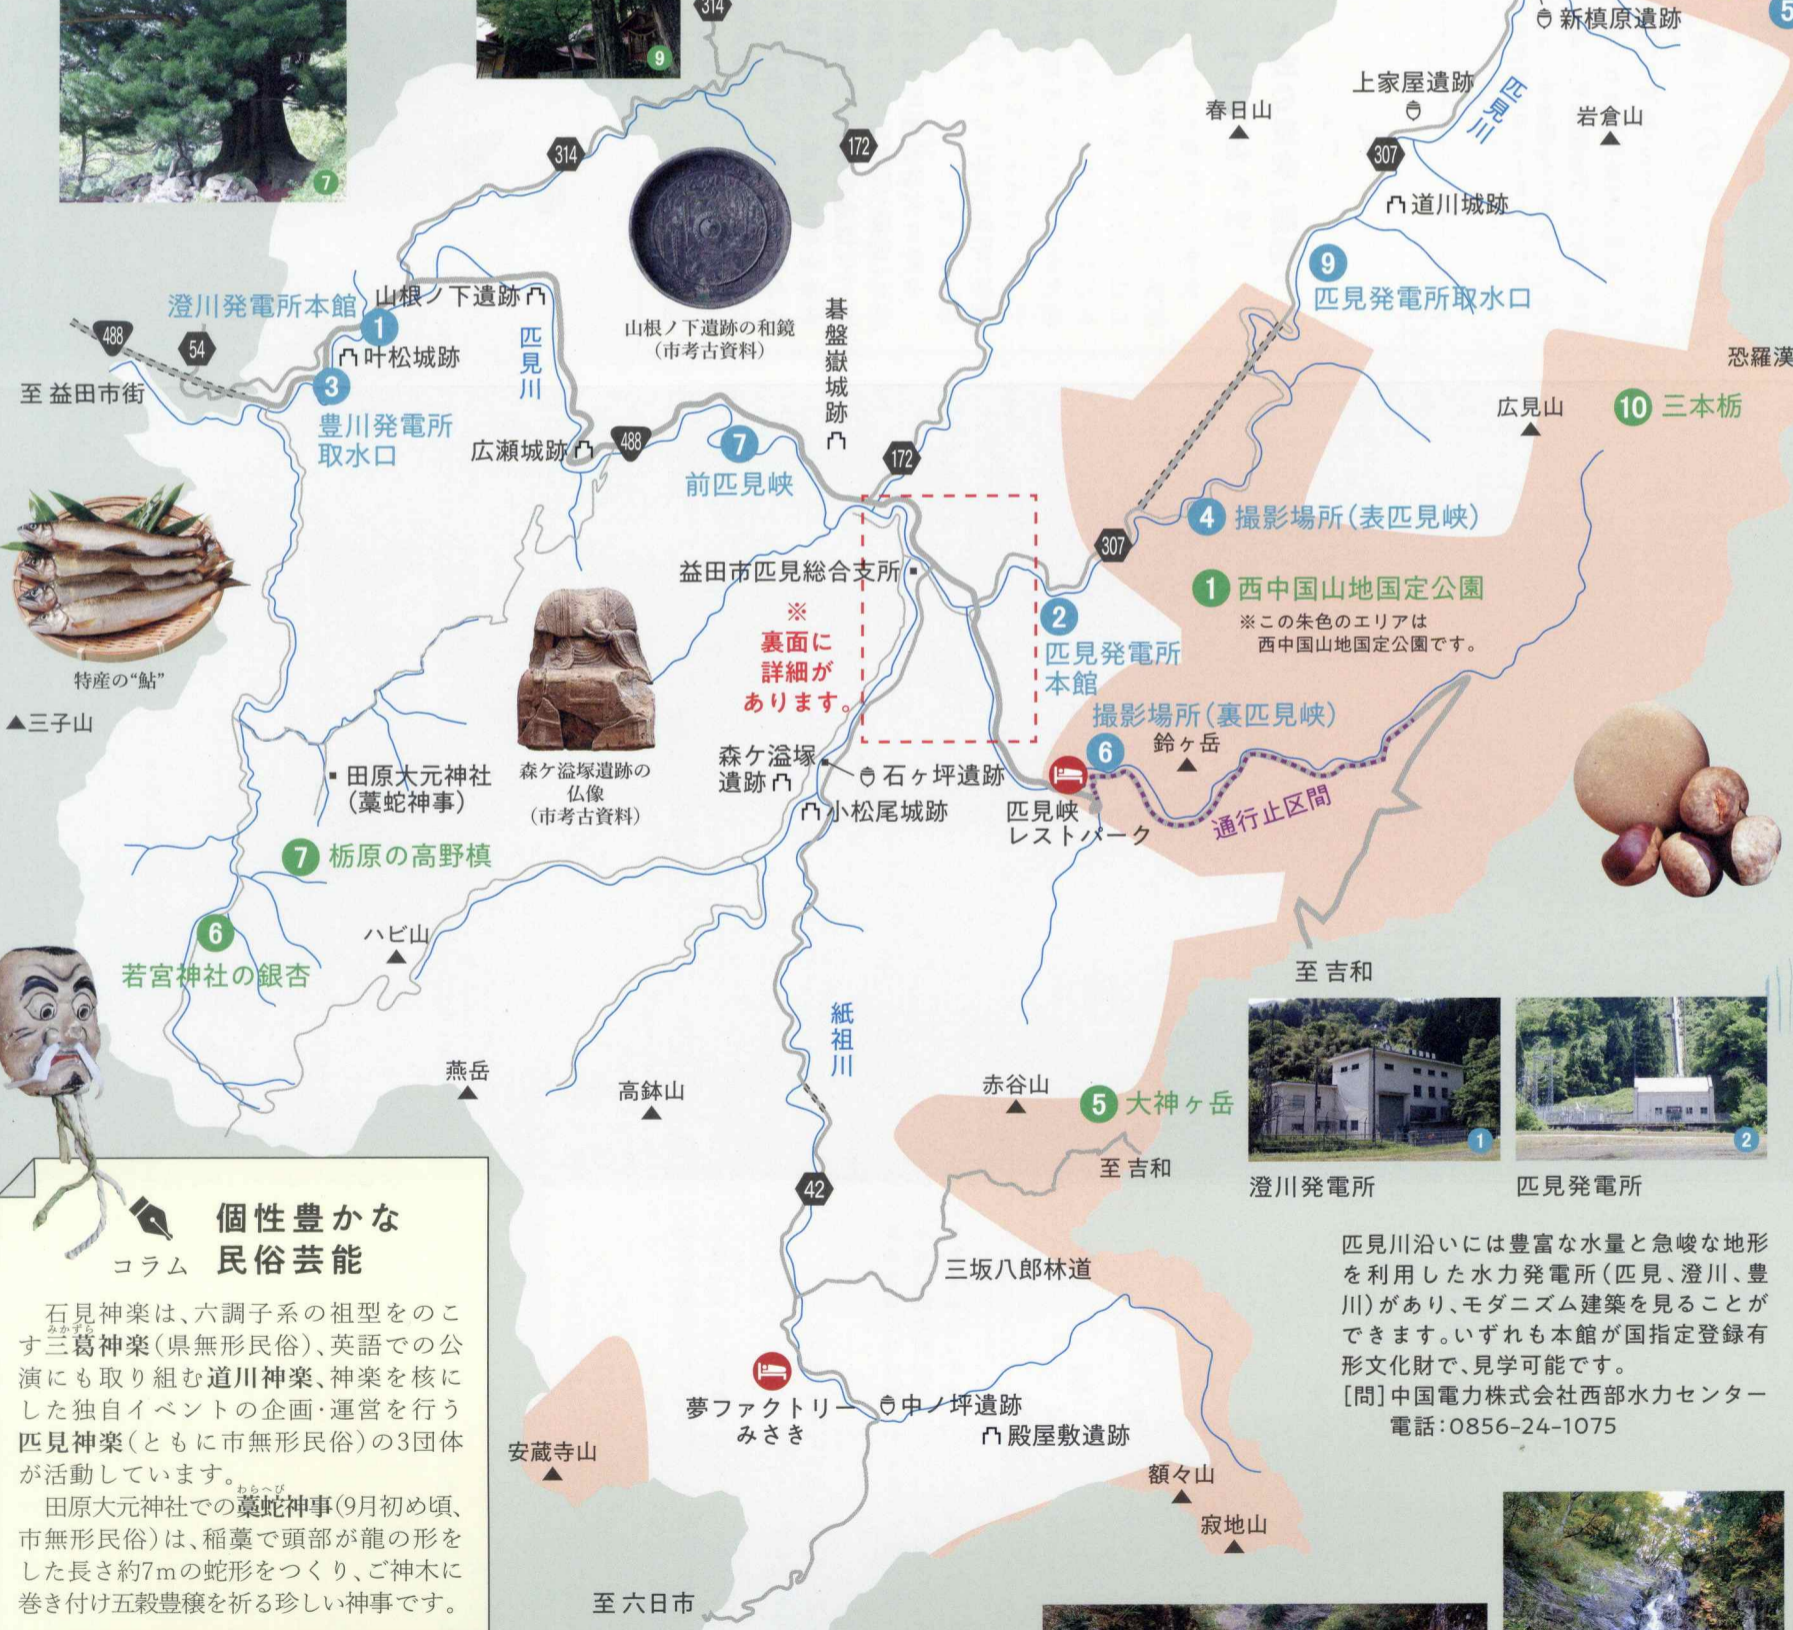 314
9
7
314
172
山根ノ下遺跡の和鏡
(市考古資料)
新槙原遺跡
5
上家屋遺跡
匹見川
春日山
岩倉山
307
道川城跡
9
匹見発電所取水口
澄川発電所本館
山根ノ下遺跡
1
488
54
叶松城跡
至 益田市街
3
豊川発電所
取水口
匹見川
広瀬城跡
488
7
前匹見峡
碁盤嶽城跡
172
恐羅漢
広見山
10 三本栃
4 撮影場所(表匹見峡)
307
益田市匹見総合支所
※
裏面に
詳細が
あります。
1 西中国山地国定公園
※この朱色のエリアは
西中国山地国定公園です。
2
匹見発電所
本館
撮影場所(裏匹見峡)
6
鈴ヶ岳
通行止区間
匹見峡
レストパーク
特産の“鮎”
三子山
田原大元神社
(藁蛇神事)
森ケ溢塚遺跡の
仏像
(市考古資料)
森ケ溢塚
遺跡
石ヶ坪遺跡
小松尾城跡
7 栃原の高野槙
6
若宮神社の銀杏
ハビ山
紙祖川
至 吉和
燕岳
高鉢山
赤谷山
5 大神ヶ岳
至 吉和
42
三坂八郎林道
夢ファクトリー
みさき
中ノ坪遺跡
殿屋敷遺跡
安蔵寺山
額々山
寂地山
至 六日市
1
2
澄川発電所
匹見発電所
匹見川沿いには豊富な水量と急峻な地形
を利用した水力発電所(匹見、澄川、豊
川)があり、モダニズム建築を見ることが
できます。いずれも本館が国指定登録有
形文化財で、見学可能です。
[問]中国電力株式会社西部水力センター
電話:0856-24-1075
コラム
個性豊かな
民俗芸能
石見神楽は、六調子系の祖型をのこ
みかずら
す三葛神楽(県無形民俗)、英語での公
演にも取り組む道川神楽、神楽を核に
した独自イベントの企画・運営を行う
匹見神楽(ともに市無形民俗)の3団体
が活動しています。
わらへび
田原大元神社での藁蛇神事(9月初め頃、
市無形民俗)は、稲藁で頭部が龍の形を
した長さ約7mの蛇形をつくり、ご神木に
巻き付け五穀豊穣を祈る珍しい神事です。